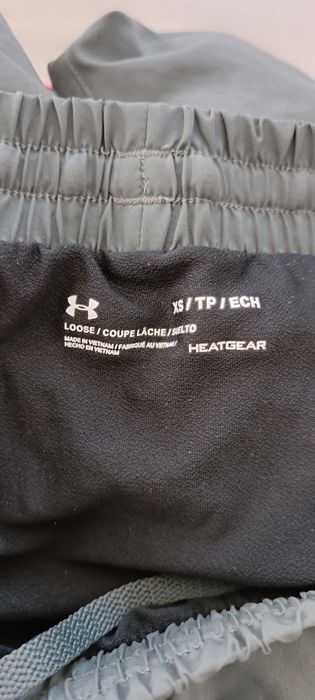 XS / TP / ECH
LOOSE / COUPE LÂCHE / SUELTO
MADE IN VIETNAM / FABRIQUÉ AU VIETNAM /
HECHO EN VIETNAM
HEATGEAR